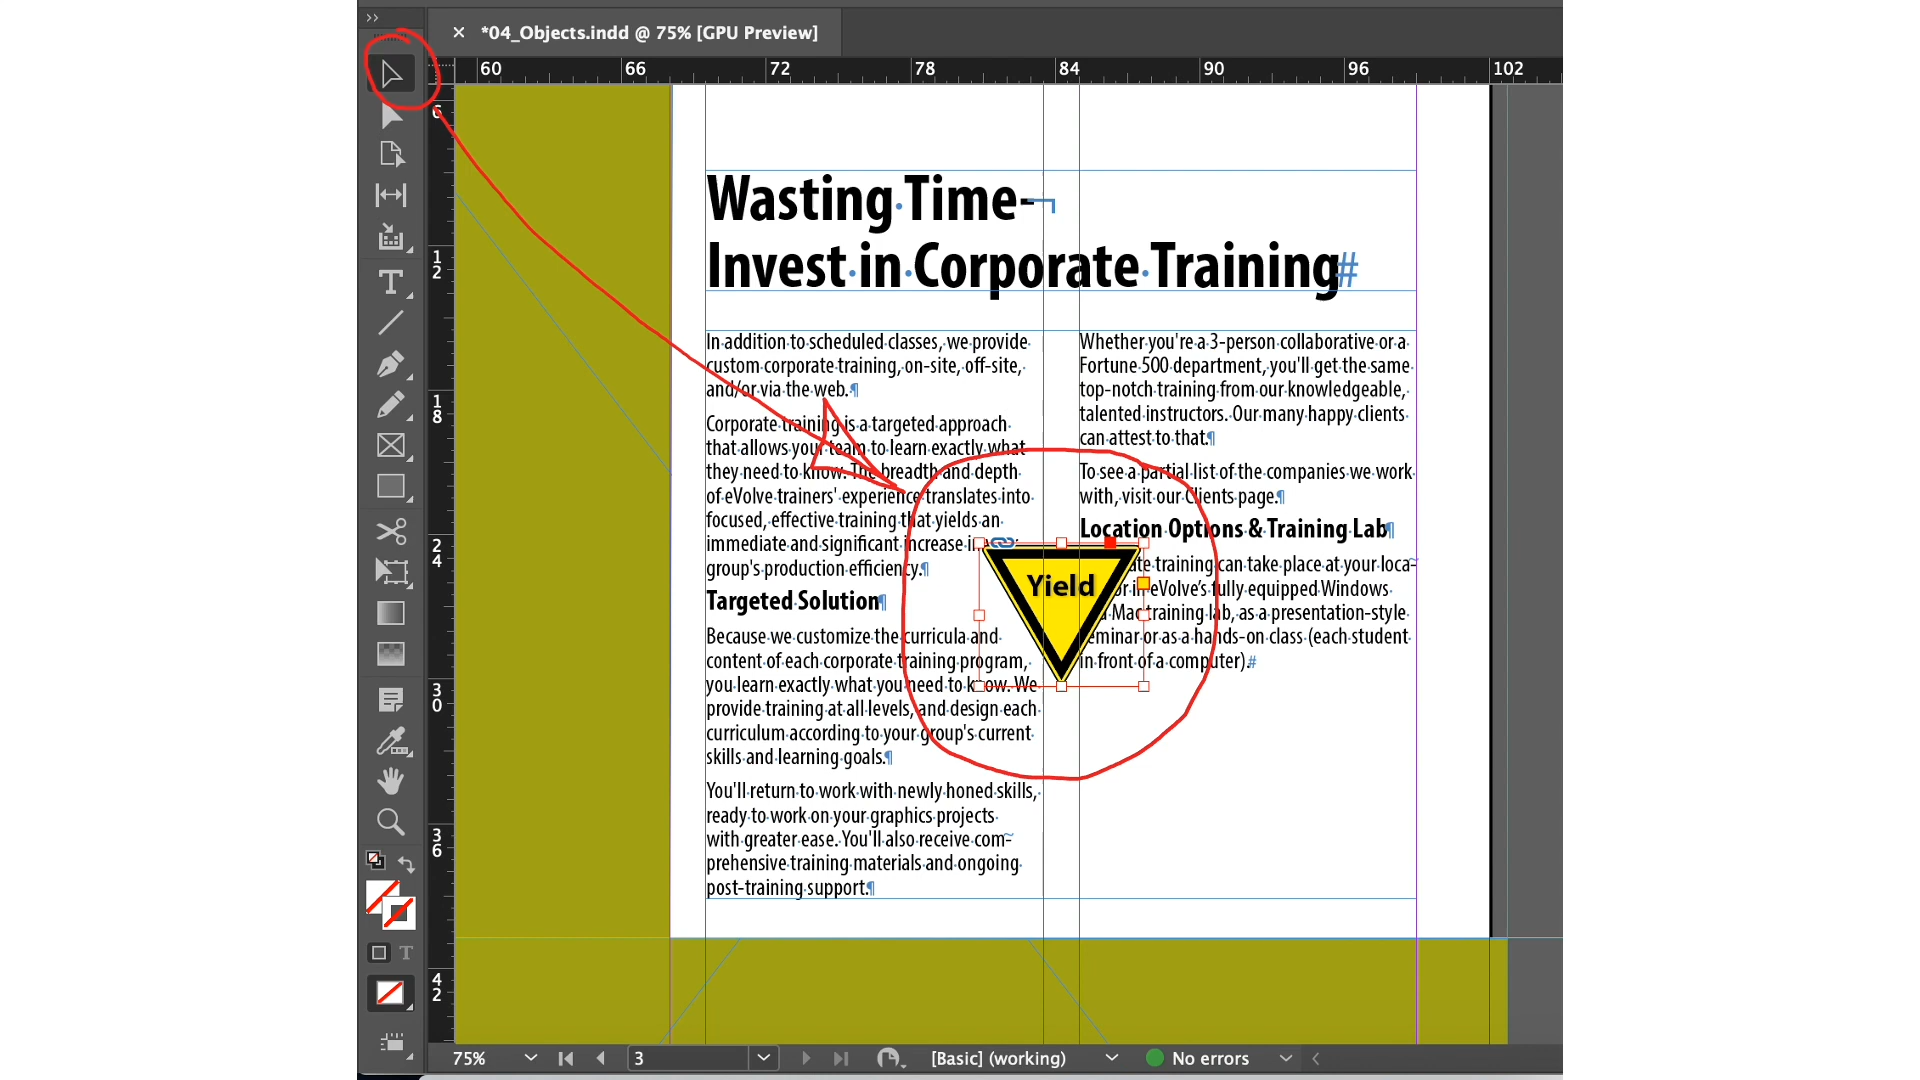 *04_Objects.indd @ 75% [GPU Preview]
60 66 72 78 84 90 96 102
6
12
18
24
30
36
42
Wasting Time-
Invest in Corporate Training#
In addition to scheduled classes, we provide
custom corporate training, on-site, off-site,
and/or via the web.¶
Corporate training is a targeted approach
that allows your team to learn exactly what
they need to know. The breadth and depth
of eVolve trainers' experience translates into
focused, effective training that yields an
immediate and significant increase in
group's production efficiency.¶
Targeted Solution¶
Because we customize the curricula and
content of each corporate training program,
you learn exactly what you need to know. We
provide training at all levels, and design each
curriculum according to your group's current
skills and learning goals.¶
You'll return to work with newly honed skills,
ready to work on your graphics projects
with greater ease. You'll also receive com-
prehensive training materials and ongoing
post-training support.¶
Whether you're a 3-person collaborative or a
Fortune 500 department, you'll get the same
top-notch training from our knowledgeable,
talented instructors. Our many happy clients
can attest to that.¶
To see a partial list of the companies we work
with, visit our Clients page.¶
Location Options & Training Lab¶
training can take place at your loca~
or in eVolve’s fully equipped Windows
Mac training lab, as a presentation-style
seminar or as a hands-on class (each student
in front of a computer).#
Yield
75% 3 [Basic] (working) No errors